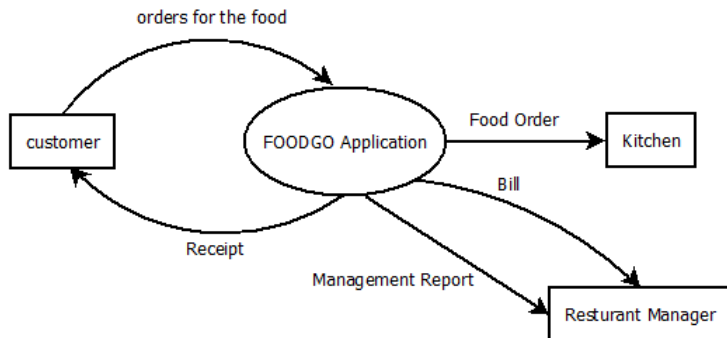 orders for the food
customer
FOODGO Application
Food Order
Kitchen
Bill
Receipt
Management Report
Resturant Manager